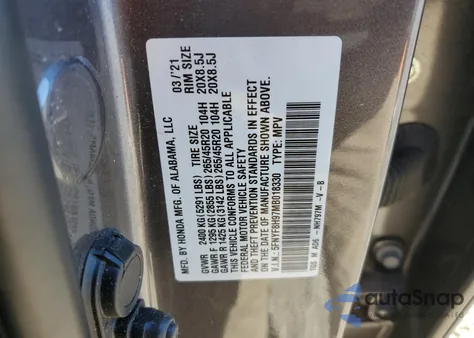 MFD. BY HONDA MFG. OF ALABAMA, LLC 03/'21
RIM SIZE
GVWR 2400 KG (5291 LBS) TIRE SIZE
GAWR F 1295 KG (2855 LBS) 265/45R20 104H 20X8.5J
GAWR R 1425 KG (3142 LBS) 265/45R20 104H 20X8.5J
THIS VEHICLE CONFORMS TO ALL APPLICABLE
FEDERAL MOTOR VEHICLE SAFETY
AND THEFT PREVENTION STANDARDS IN EFFECT
ON THE DATE OF MANUFACTURE SHOWN ABOVE.
V.I.N.: 5FNYF8H97MB018330 TYPE: MPV
NH797M -V -B
autoSnap